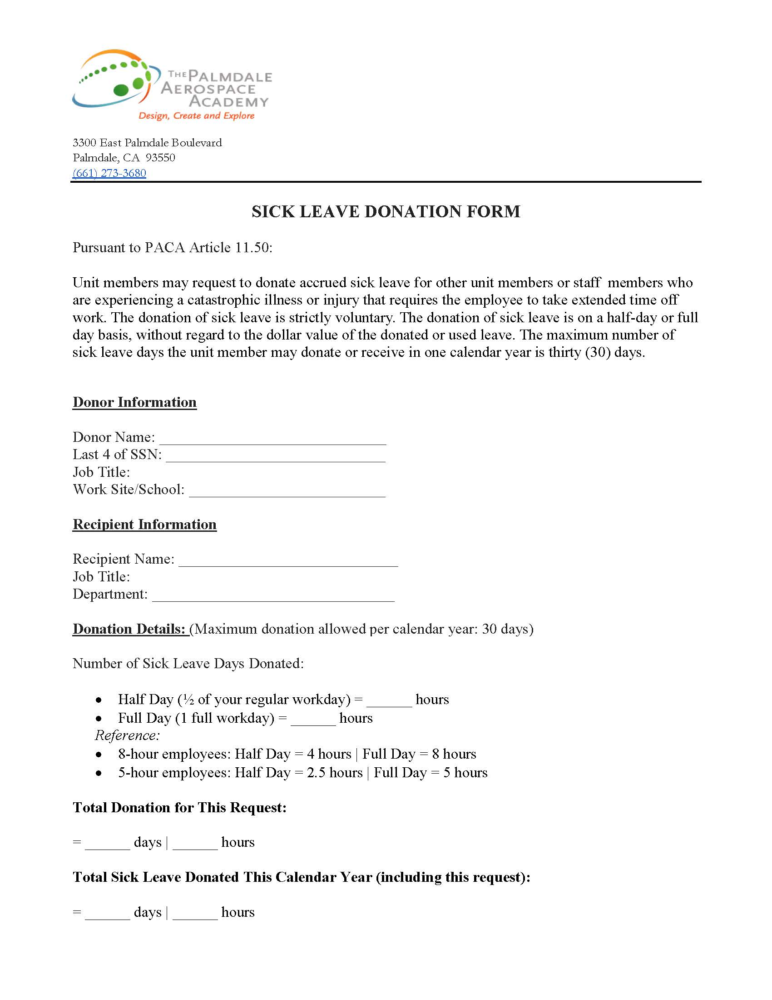 THE PALMDALE
AEROSPACE
ACADEMY
Design, Create and Explore
3300 East Palmdale Boulevard
Palmdale, CA  93550
(661) 273-3680
SICK LEAVE DONATION FORM
Pursuant to PACA Article 11.50:
Unit members may request to donate accrued sick leave for other unit members or staff  members who
are experiencing a catastrophic illness or injury that requires the employee to take extended time off
work. The donation of sick leave is strictly voluntary. The donation of sick leave is on a half-day or full
day basis, without regard to the dollar value of the donated or used leave. The maximum number of
sick leave days the unit member may donate or receive in one calendar year is thirty (30) days.
Donor Information
Donor Name: ______________________________
Last 4 of SSN: _____________________________
Job Title:
Work Site/School: __________________________
Recipient Information
Recipient Name: _____________________________
Job Title:
Department: ________________________________
Donation Details: (Maximum donation allowed per calendar year: 30 days)
Number of Sick Leave Days Donated:
• Half Day (½ of your regular workday) = ______ hours
• Full Day (1 full workday) = ______ hours
Reference:
• 8-hour employees: Half Day = 4 hours | Full Day = 8 hours
• 5-hour employees: Half Day = 2.5 hours | Full Day = 5 hours
Total Donation for This Request:
= ______ days | ______ hours
Total Sick Leave Donated This Calendar Year (including this request):
= ______ days | ______ hours